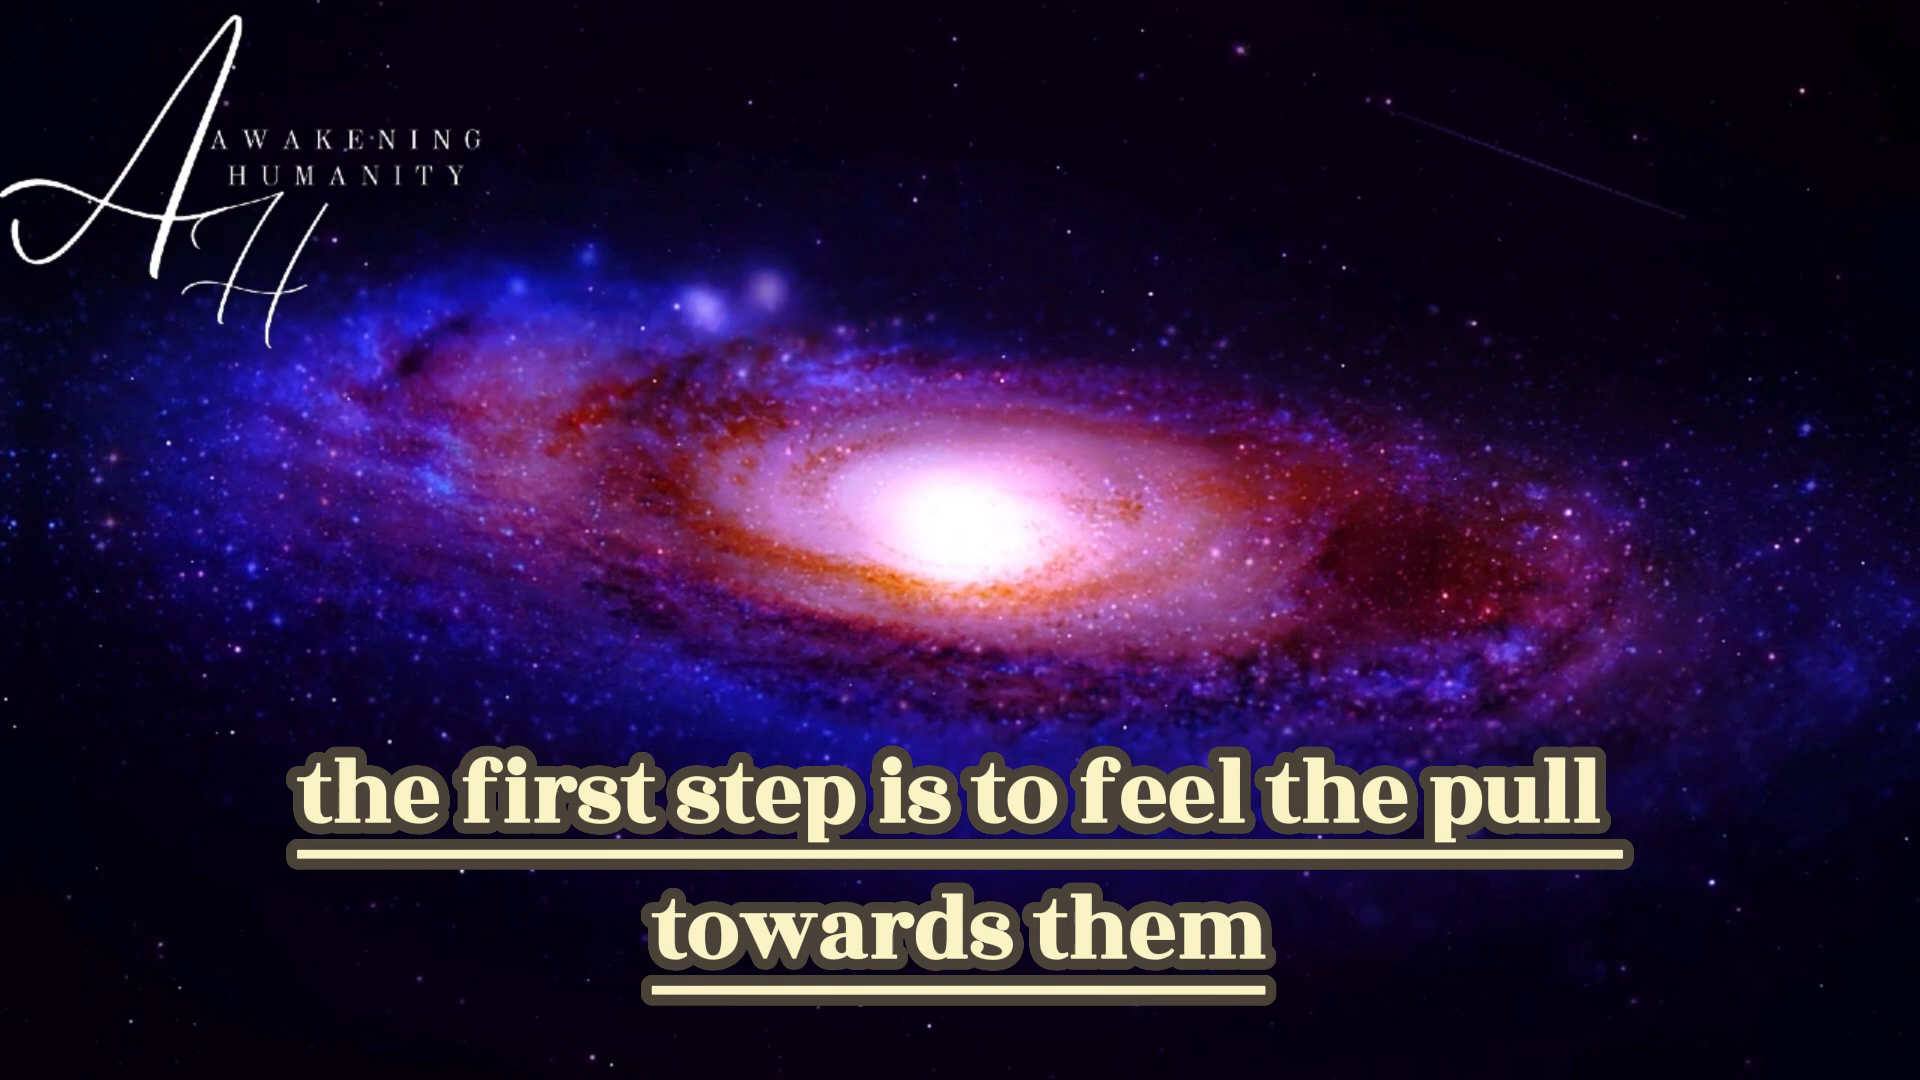 A
AWAKENING
HUMANITY
H
the first step is to feel the pull
towards them